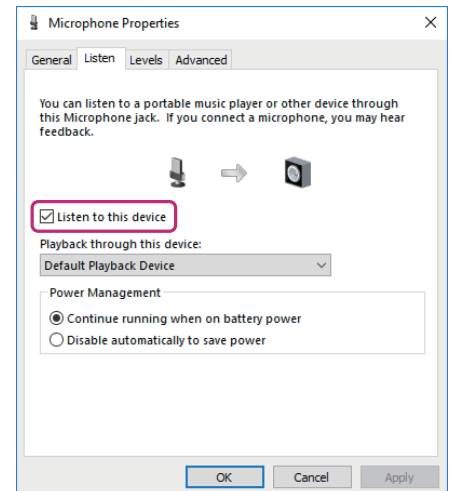 Microphone Properties
General Listen Levels Advanced
You can listen to a portable music player or other device through
this Microphone jack. If you connect a microphone, you may hear
feedback.
Listen to this device
Playback through this device:
Default Playback Device
Power Management
Continue running when on battery power
Disable automatically to save power
OK Cancel Apply